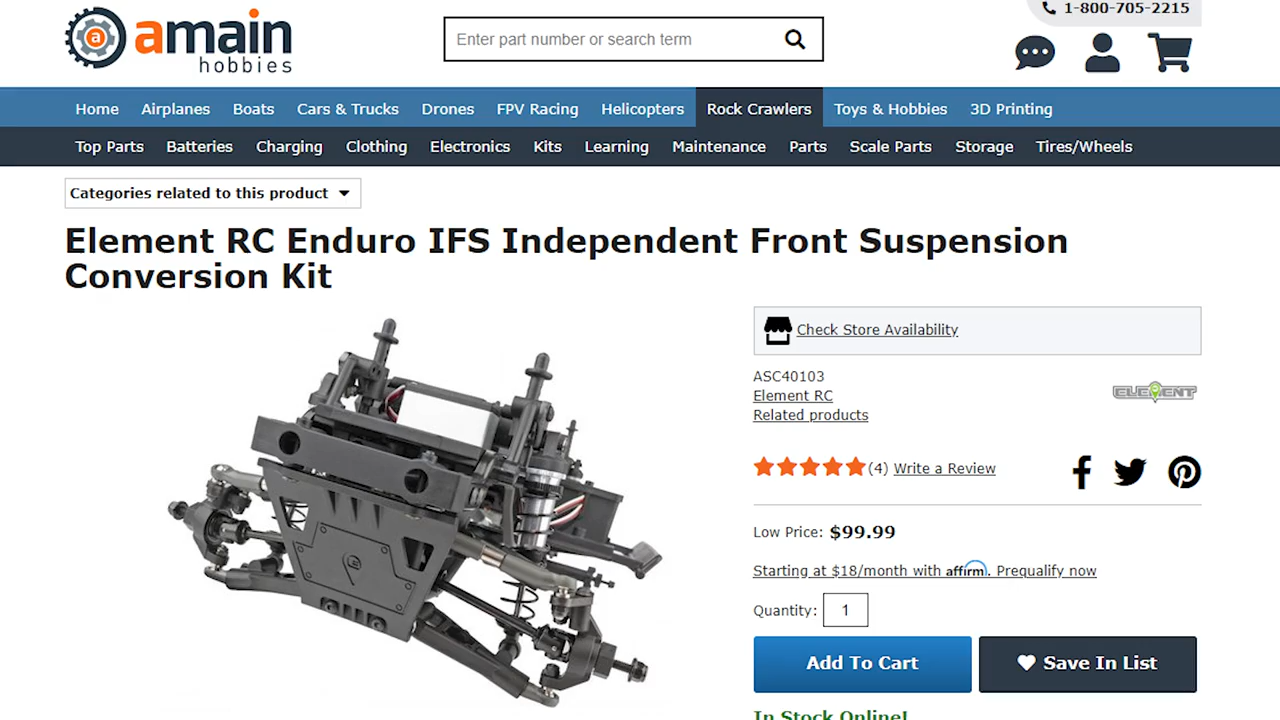 1-800-705-2215
a
amain
hobbies
Enter part number or search term
Home Airplanes Boats Cars & Trucks Drones FPV Racing Helicopters Rock Crawlers Toys & Hobbies 3D Printing
Top Parts Batteries Charging Clothing Electronics Kits Learning Maintenance Parts Scale Parts Storage Tires/Wheels
Categories related to this product
Element RC Enduro IFS Independent Front Suspension
Conversion Kit
Check Store Availability
ASC40103
Element RC
ELEMENT
Related products
(4) Write a Review
Low Price: $99.99
Starting at $18/month with affirm. Prequalify now
Quantity: 1
Add To Cart
Save In List
In Stock Online!